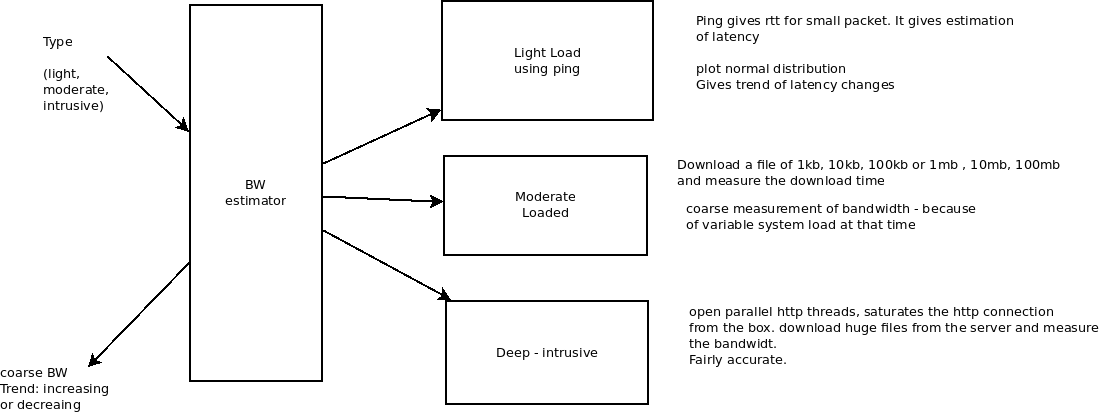 Type
(light,
moderate,
intrusive)
BW
estimator
coarse BW
Trend: increasing
or decreaing
Light Load
using ping
Ping gives rtt for small packet. It gives estimation
of latency
plot normal distribution
Gives trend of latency changes
Moderate
Loaded
Download a file of 1kb, 10kb, 100kb or 1mb , 10mb, 100mb
and measure the download time
coarse measurement of bandwidth - because
of variable system load at that time
Deep - intrusive
open parallel http threads, saturates the http connection
from the box. download huge files from the server and measure
the bandwidt.
Fairly accurate.